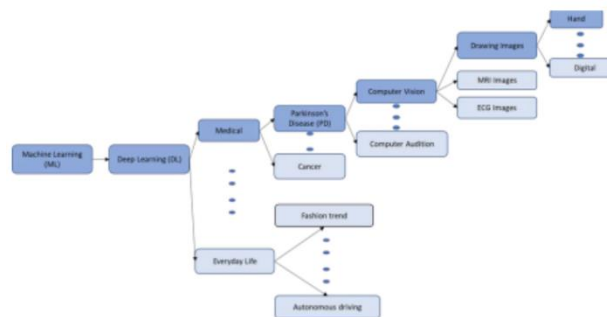 Hand
Drawing Images
Digital
MRI Images
Computer Vision
ECG Images
Parkinson's
Disease (PD)
Medical
Computer Audition
Machine Learning
(ML)
Deep Learning (DL)
Cancer
Fashion trend
Everyday Life
Autonomous driving